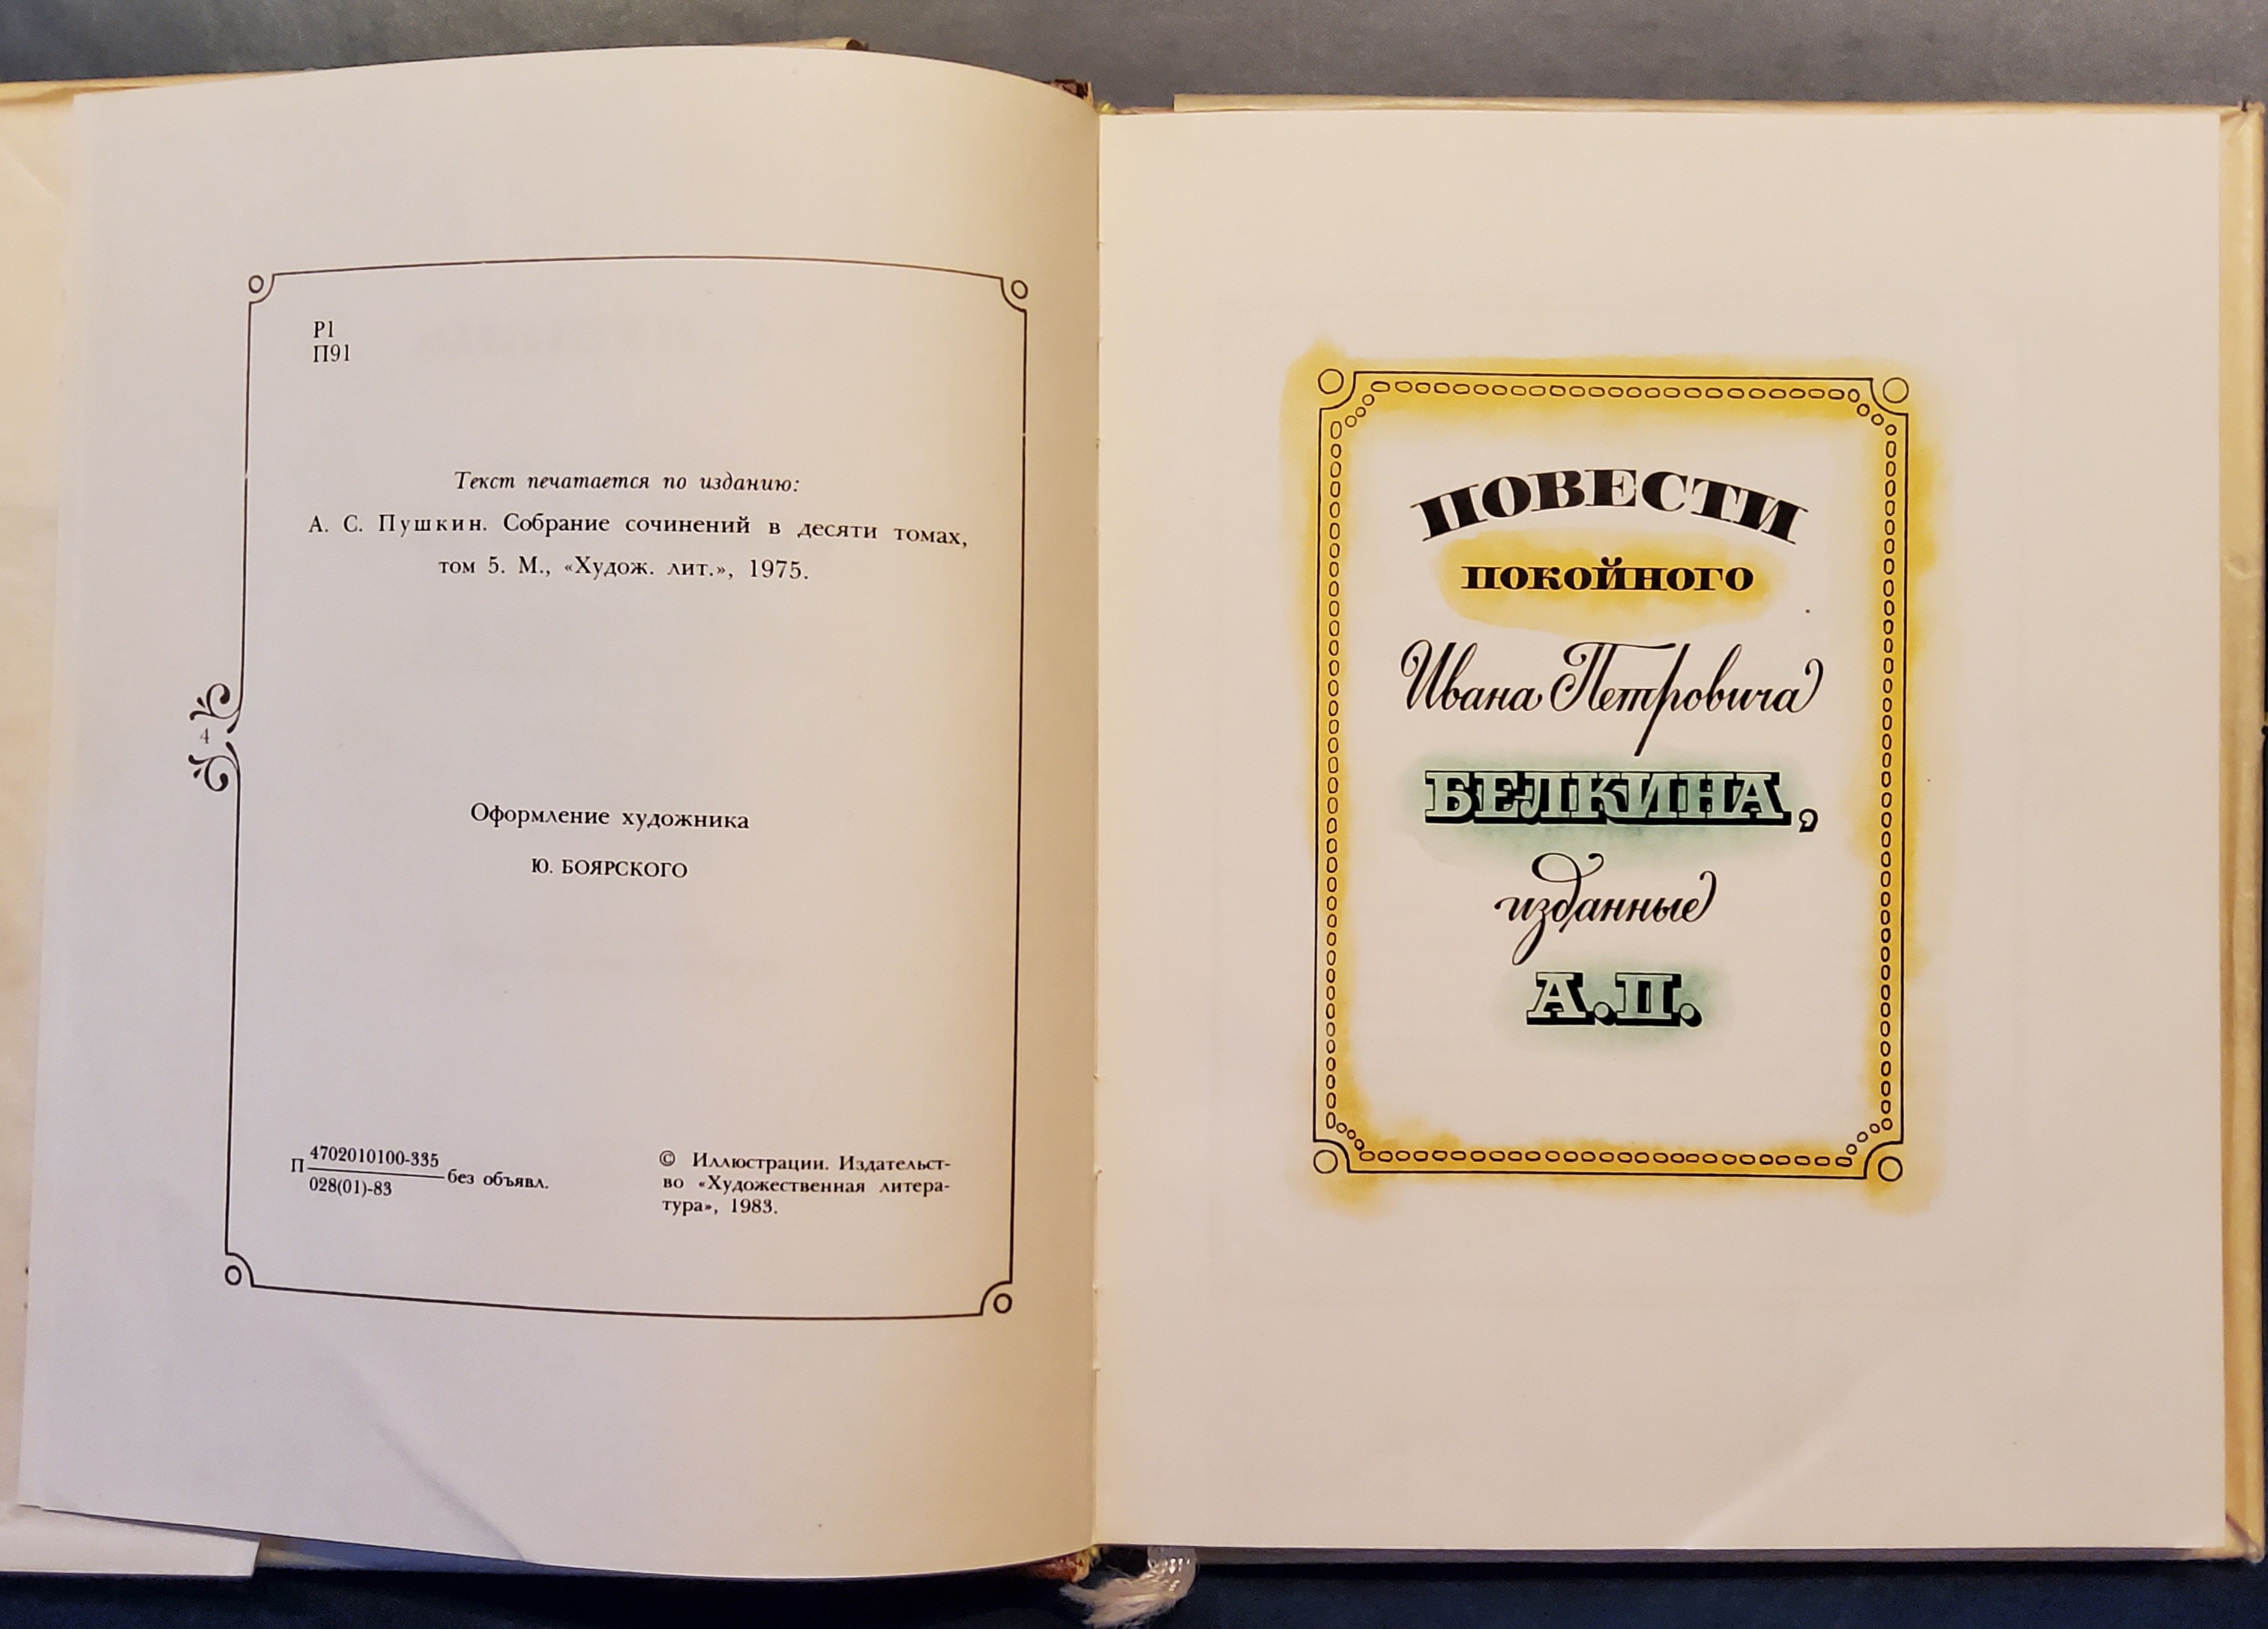 Р1
П91
Текст печатается по изданию:
А. С. Пушкин. Собрание сочинений в десяти томах,
том 5. М., «Худож. лит.», 1975.
4
Оформление художника
Ю. БОЯРСКОГО
П 4702010100-335
028(01)-83
без объявл.
© Иллюстрации. Издательст-
во «Художественная литера-
тура», 1983.
ПОВЕСТИ
ПОКОЙНОГО
Ивана Петровича
БЕЛКИНА,
изданные
А.П.